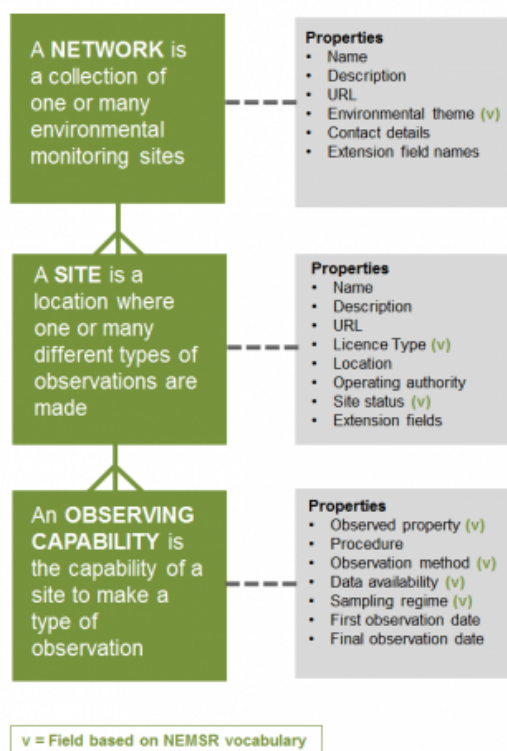 A NETWORK is
a collection of
one or many
environmental
monitoring sites
Properties
• Name
• Description
• URL
• Environmental theme (v)
• Contact details
• Extension field names
A SITE is a
location where
one or many
different types of
observations are
made
Properties
• Name
• Description
• URL
• Licence Type (v)
• Location
• Operating authority
• Site status (v)
• Extension fields
An OBSERVING
CAPABILITY is
the capability of a
site to make a
type of
observation
Properties
• Observed property (v)
• Procedure
• Observation method (v)
• Data availability (v)
• Sampling regime (v)
• First observation date
• Final observation date
v = Field based on NEMSR vocabulary